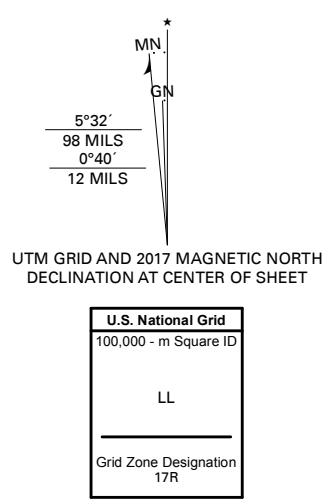 ★
MN
GN
5°32´
98 MILS
0°40´
12 MILS
UTM GRID AND 2017 MAGNETIC NORTH
DECLINATION AT CENTER OF SHEET
U.S. National Grid
100,000 - m Square ID
LL
Grid Zone Designation
17R